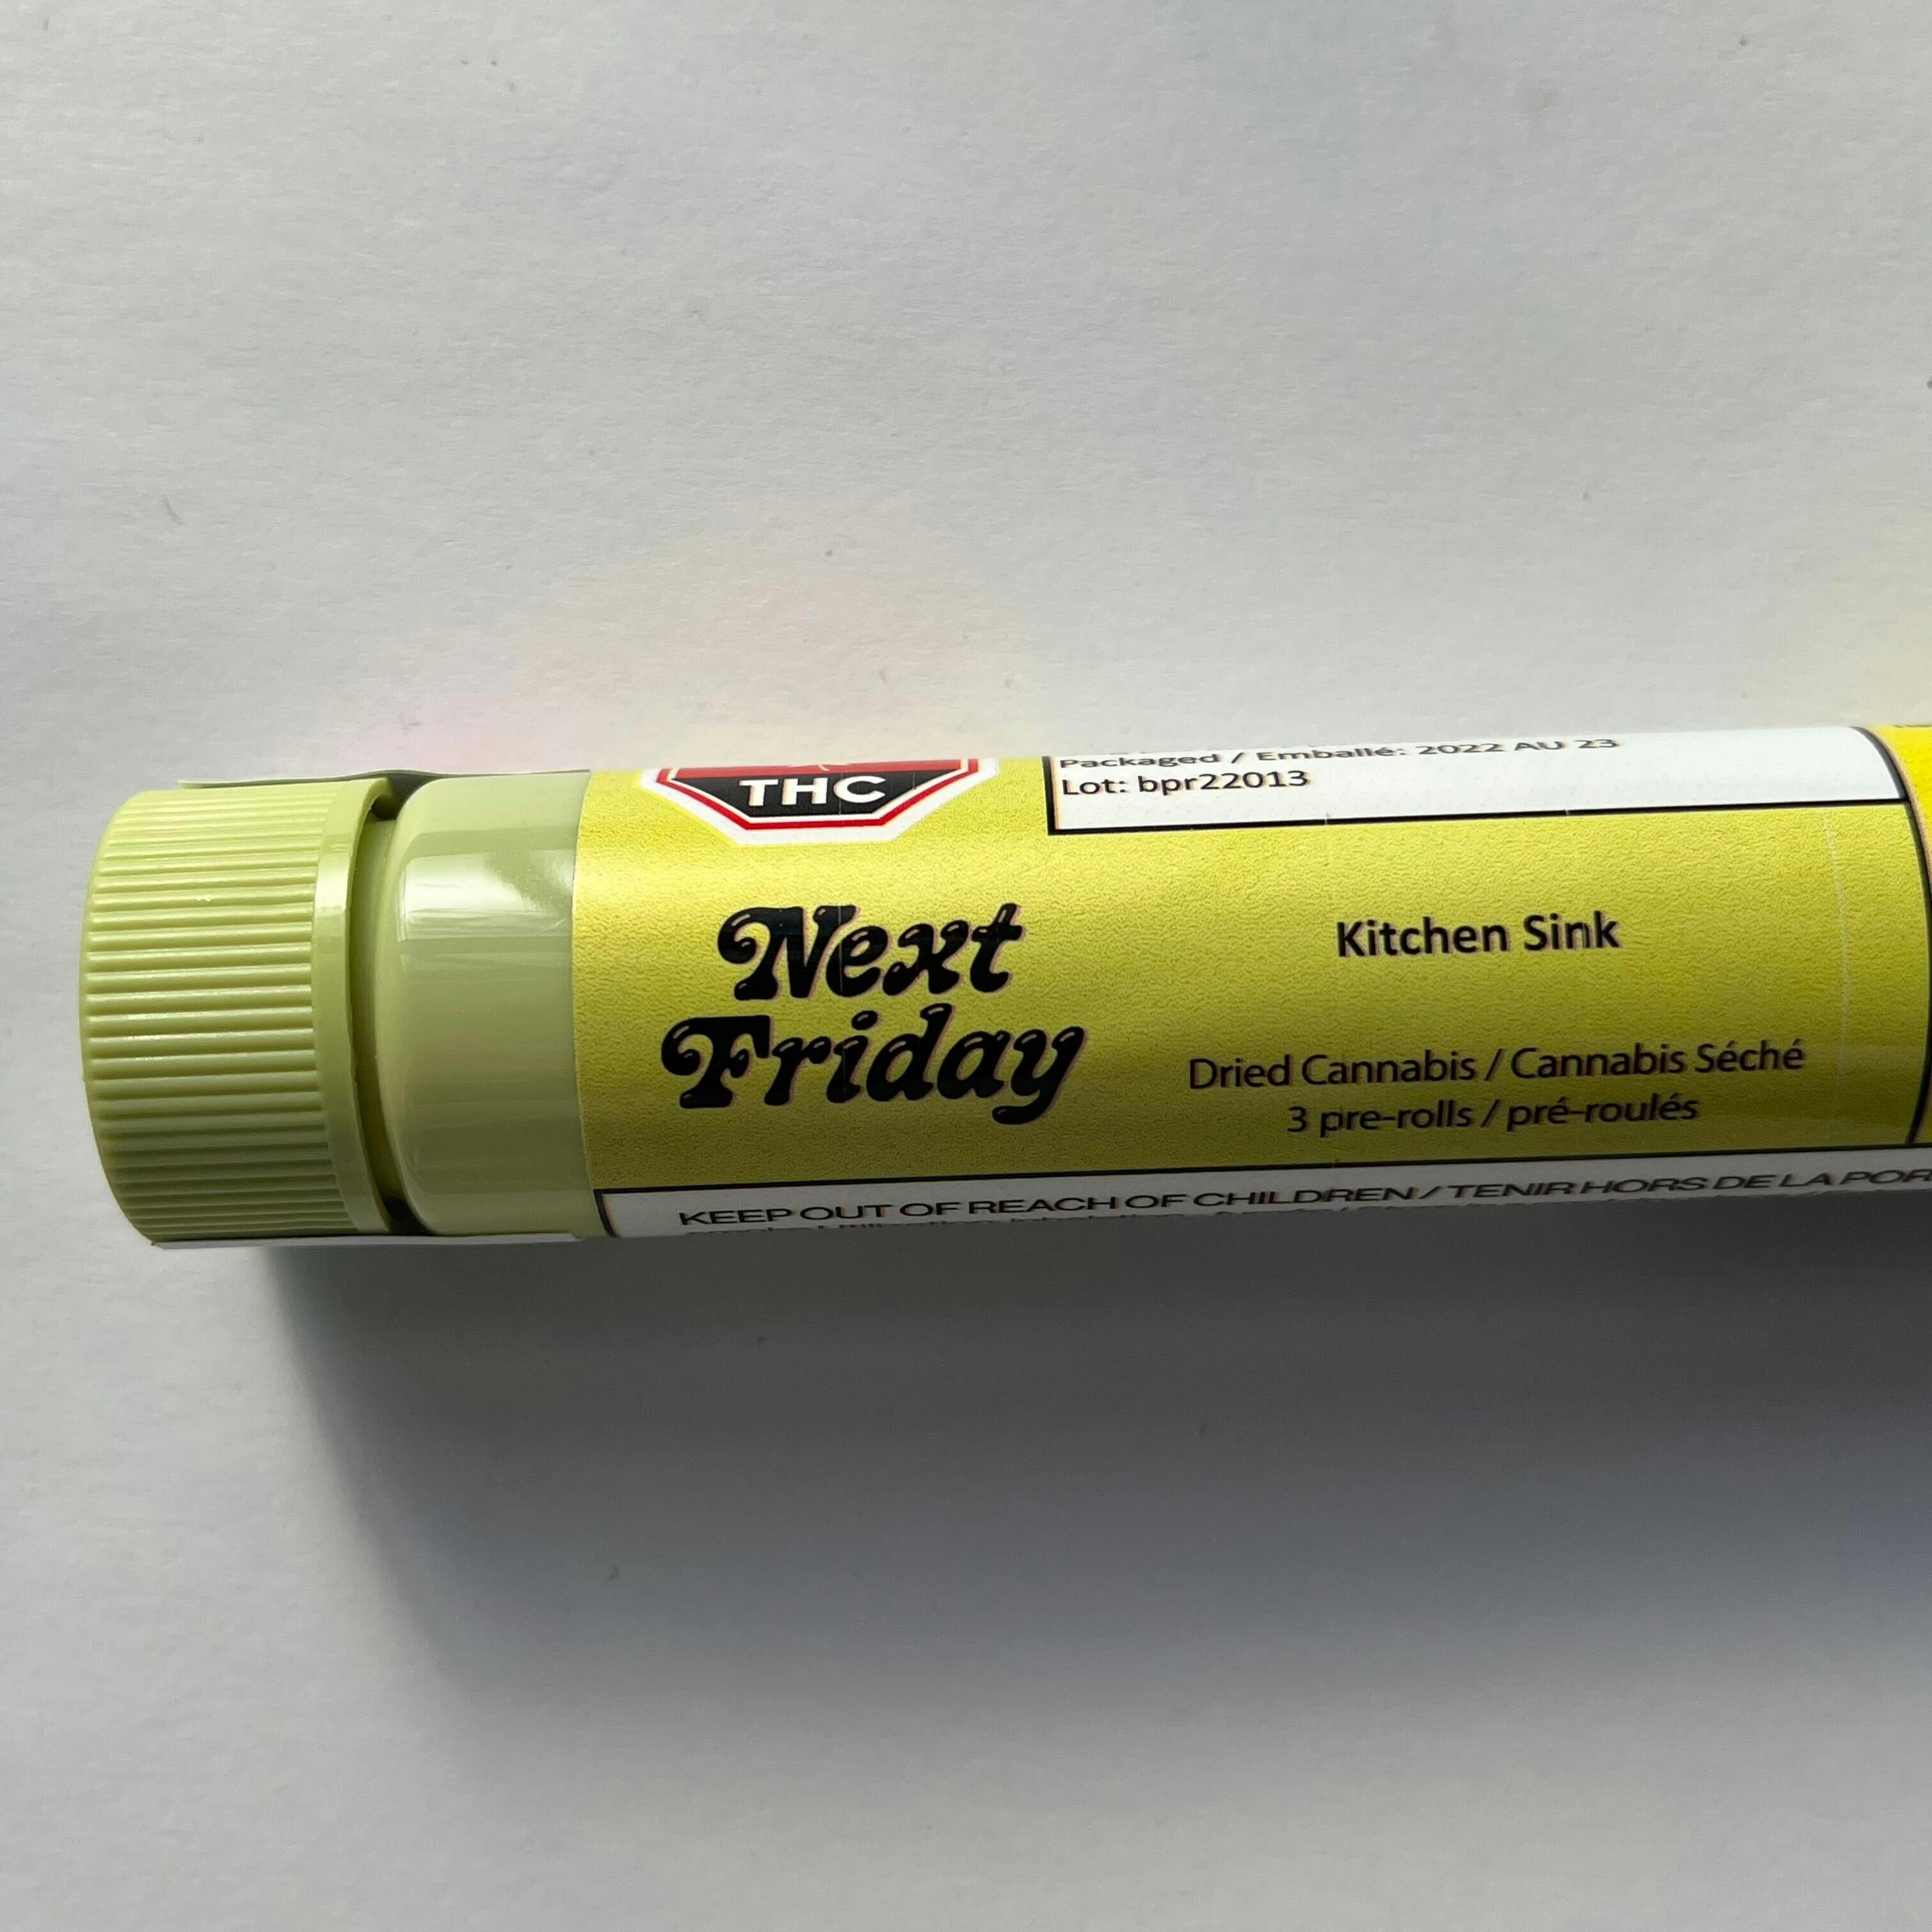 THC
Packaged / Emballé: 2022 AU 23
Lot: bpr22013
Next
Friday
Kitchen Sink
Dried Cannabis / Cannabis Séché
3 pre-rolls / pré-roulés
KEEP OUT OF REACH OF CHILDREN / TENIR HORS DE LA